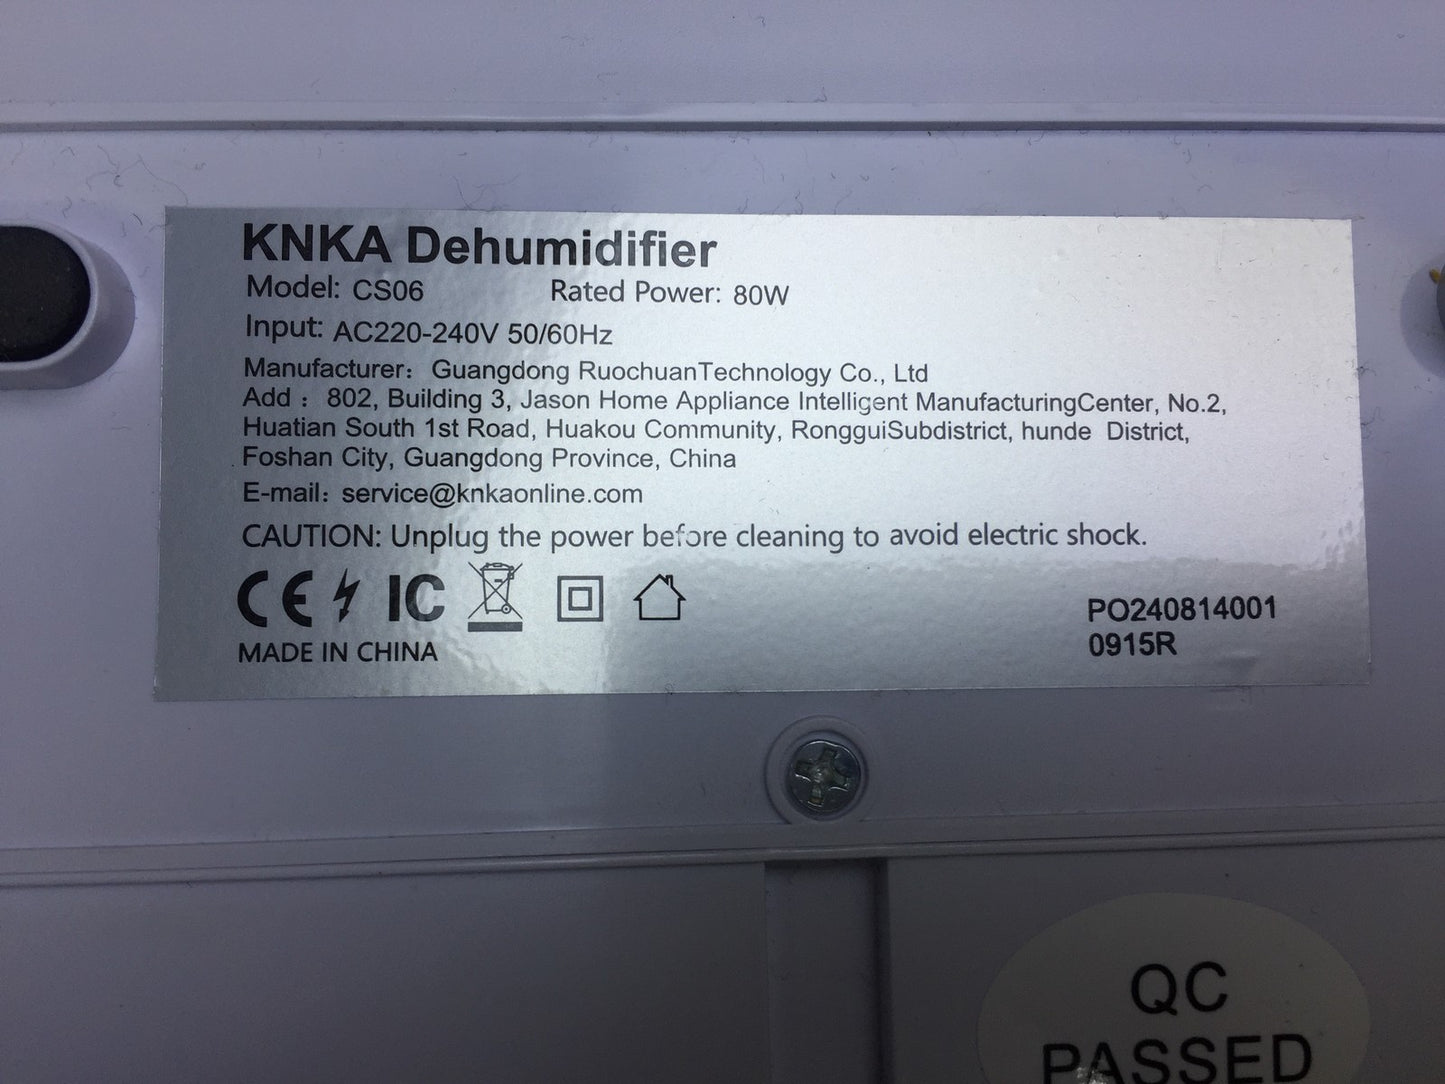 KNKA Dehumidifier
Model: CS06 Rated Power: 80W
Input: AC220-240V 50/60Hz
Manufacturer: Guangdong RuochuanTechnology Co., Ltd
Add : 802, Building 3, Jason Home Appliance Intelligent ManufacturingCenter, No.2,
Huatian South 1st Road, Huakou Community, RongguiSubdistrict, hunde District,
Foshan City, Guangdong Province, China
E-mail: service@knkaonline.com
CAUTION: Unplug the power before cleaning to avoid electric shock.
CE IC
PO240814001
0915R
MADE IN CHINA
QC
PASSED